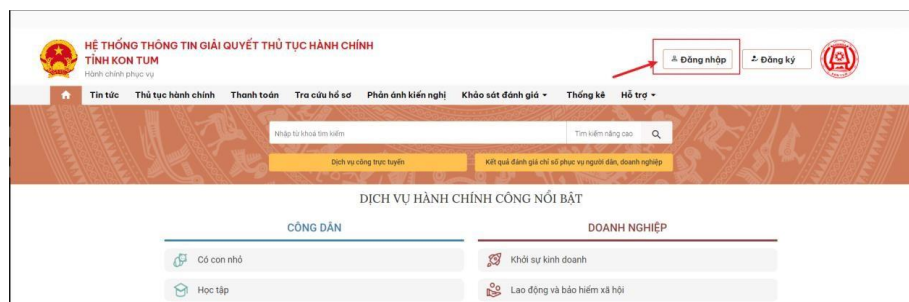 HỆ THỐNG THÔNG TIN GIẢI QUYẾT THỦ TỤC HÀNH CHÍNH
TỈNH KON TUM
Hành chính phục vụ
Đăng nhập
Đăng ký
Tin tức Thủ tục hành chính Thanh toán Tra cứu hồ sơ Phản ánh kiến nghị Khảo sát đánh giá Thống kê Hỗ trợ
Nhập từ khoá tìm kiếm Tìm kiếm nâng cao
Dịch vụ công trực tuyến Kết quả đánh giá chỉ số phục vụ người dân, doanh nghiệp
DỊCH VỤ HÀNH CHÍNH CÔNG NỔI BẬT
CÔNG DÂN DOANH NGHIỆP
Có con nhỏ Khởi sự kinh doanh
Học tập Lao động và bảo hiểm xã hội